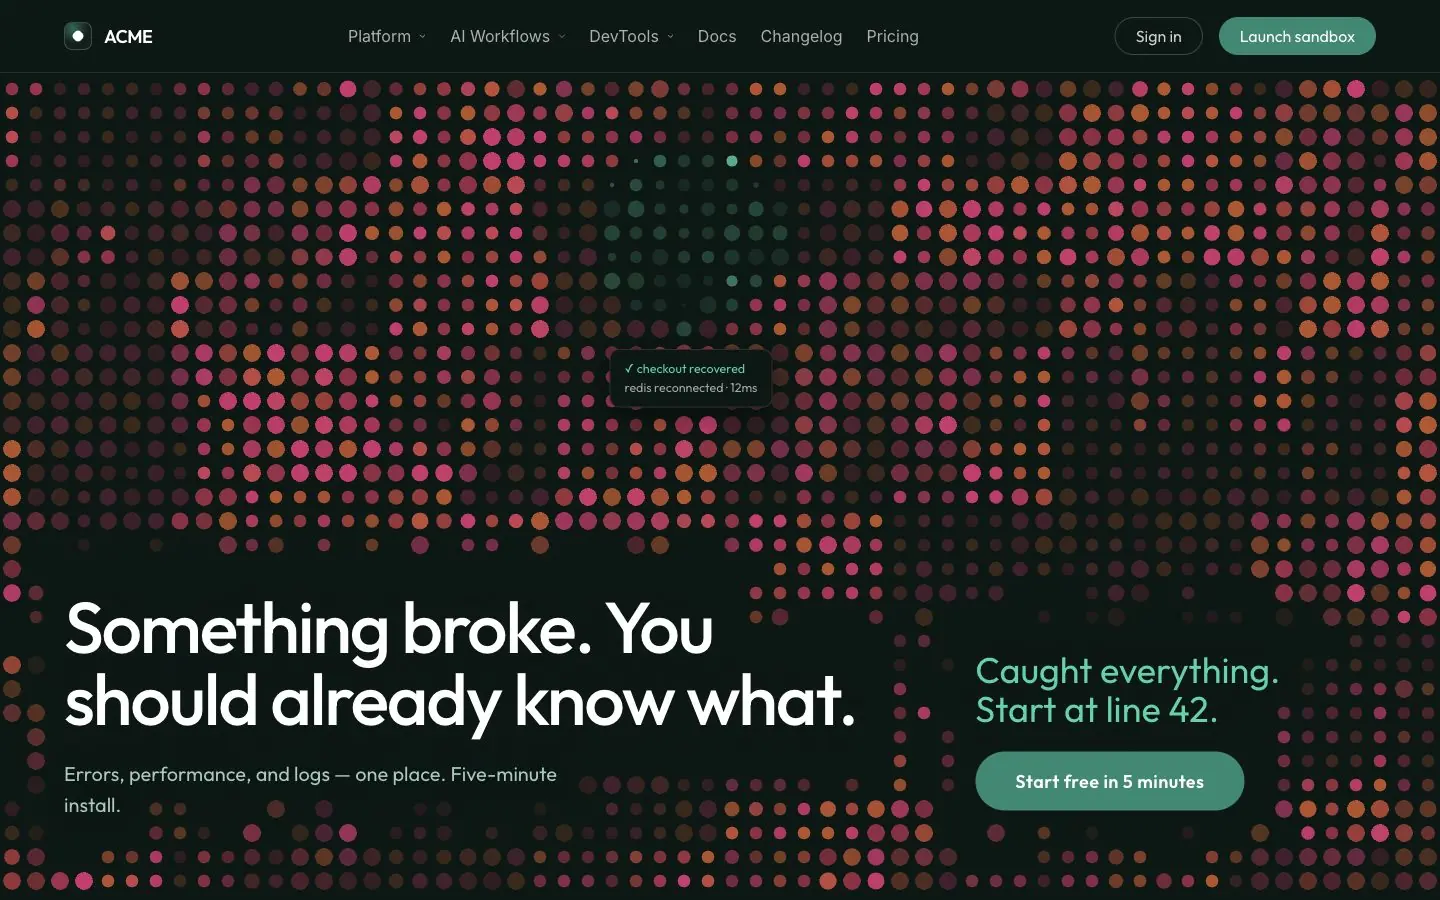 ACME
Platform
AI Workflows
DevTools
Docs
Changelog
Pricing
Sign in
Launch sandbox
✓ checkout recovered
redis reconnected · 12ms
Something broke. You
should already know what.
Errors, performance, and logs — one place. Five-minute
install.
Caught everything.
Start at line 42.
Start free in 5 minutes